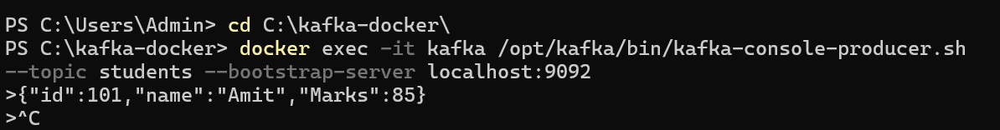 PS C:\Users\Admin> cd C:\kafka-docker\
PS C:\kafka-docker> docker exec -it kafka /opt/kafka/bin/kafka-console-producer.sh
--topic students --bootstrap-server localhost:9092
>{"id":101,"name":"Amit","Marks":85}
>^C